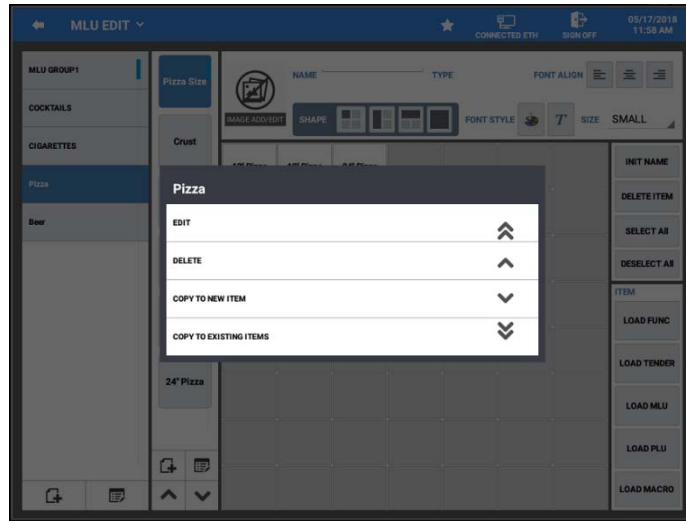 MLU EDIT
CONNECTED ETH
SIGN OFF
05/17/2018
11:58 AM
MLU GROUP1
COCKTAILS
CIGARETTES
Pizza
Beer
Pizza Size
Crust
24" Pizza
IMAGE ADD/EDIT
NAME
TYPE
FONT ALIGN
SHAPE
FONT STYLE
T
SIZE
SMALL
Pizza
EDIT
DELETE
COPY TO NEW ITEM
COPY TO EXISTING ITEMS
INIT NAME
DELETE ITEM
SELECT All
DESELECT All
ITEM
LOAD FUNC
LOAD TENDER
LOAD MLU
LOAD PLU
LOAD MACRO